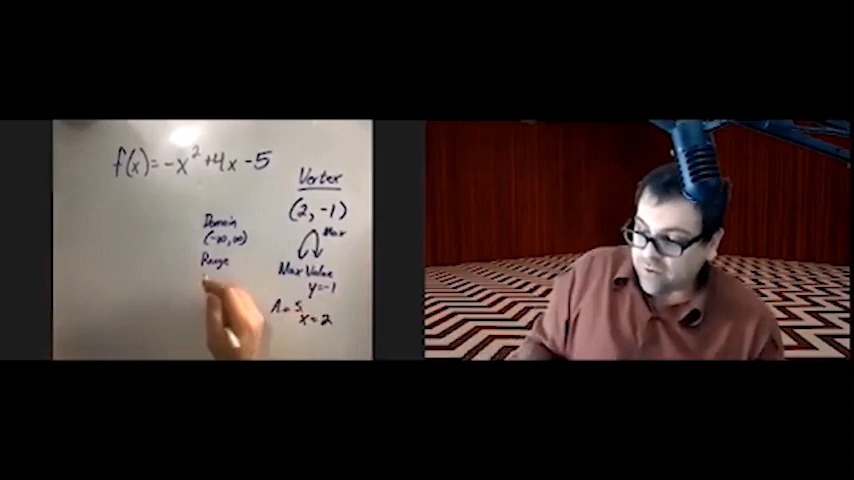 f(x)=-x²+4x-5
Vertex
(2,-1)
Max
Max Value
y=-1
A.o.S.
x=2
Domain
(-∞,∞)
Range